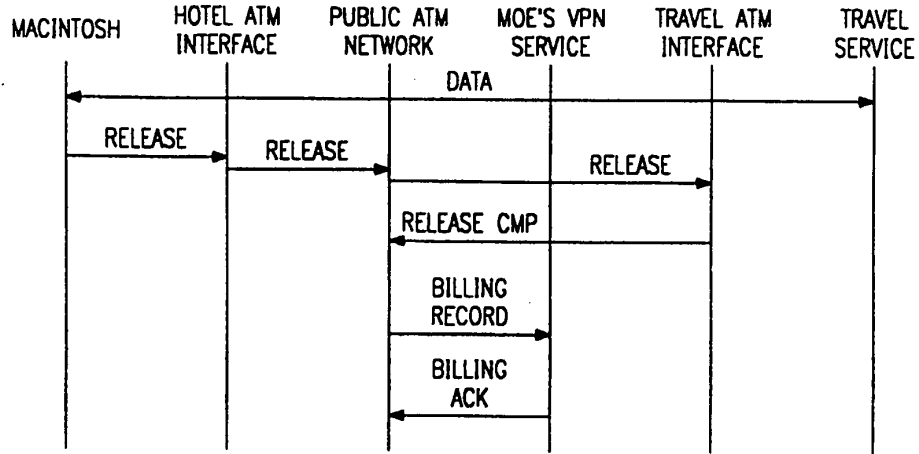 MACINTOSH
HOTEL ATM
INTERFACE
PUBLIC ATM
NETWORK
MOE'S VPN
SERVICE
TRAVEL ATM
INTERFACE
TRAVEL
SERVICE
DATA
RELEASE
RELEASE
RELEASE
RELEASE CMP
BILLING
RECORD
BILLING
ACK